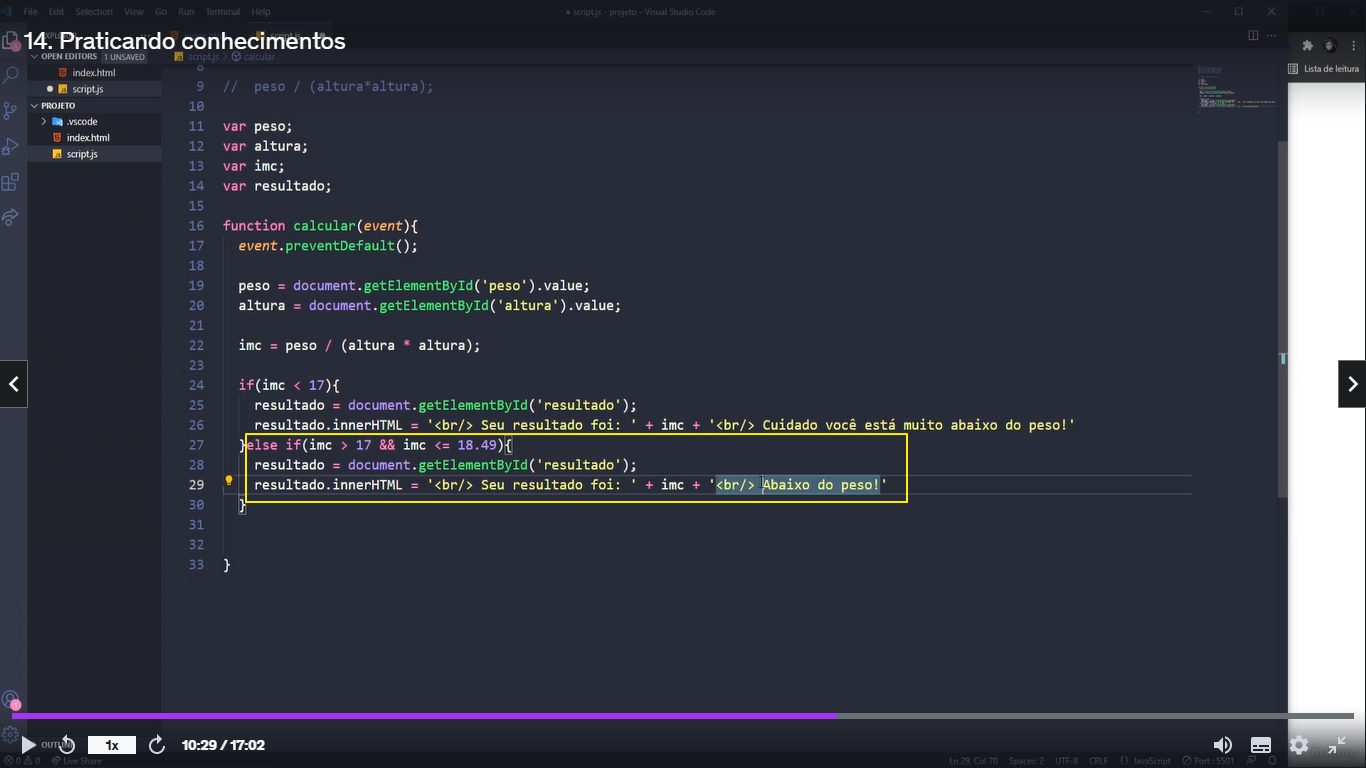 File Edit Selection View Go Run Terminal Help
● script.js - projeto - Visual Studio Code
14. Praticando conhecimentos
OPEN EDITORS 1 UNSAVED
script.js > calcular
index.html
script.js
PROJETO
.vscode
index.html
script.js
Lista de leitura
8
9 // peso / (altura*altura);
10
11 var peso;
12 var altura;
13 var imc;
14 var resultado;
15
16 function calcular(event){
17 event.preventDefault();
18
19 peso = document.getElementById('peso').value;
20 altura = document.getElementById('altura').value;
21
22 imc = peso / (altura * altura);
23
24 if(imc < 17){
25 resultado = document.getElementById('resultado');
26 resultado.innerHTML = '<br/> Seu resultado foi: ' + imc + '<br/> Cuidado você está muito abaixo do peso!'
27 }else if(imc > 17 && imc <= 18.49){
28 resultado = document.getElementById('resultado');
29 resultado.innerHTML = '<br/> Seu resultado foi: ' + imc + '<br/> Abaixo do peso!'
30 }
31
32
33 }
OUTLINE
1x
10:29 / 17:02
0 0 Live Share
Ln 29, Col 70 Spaces: 2 UTF-8 CRLF {} JavaScript Port : 5501